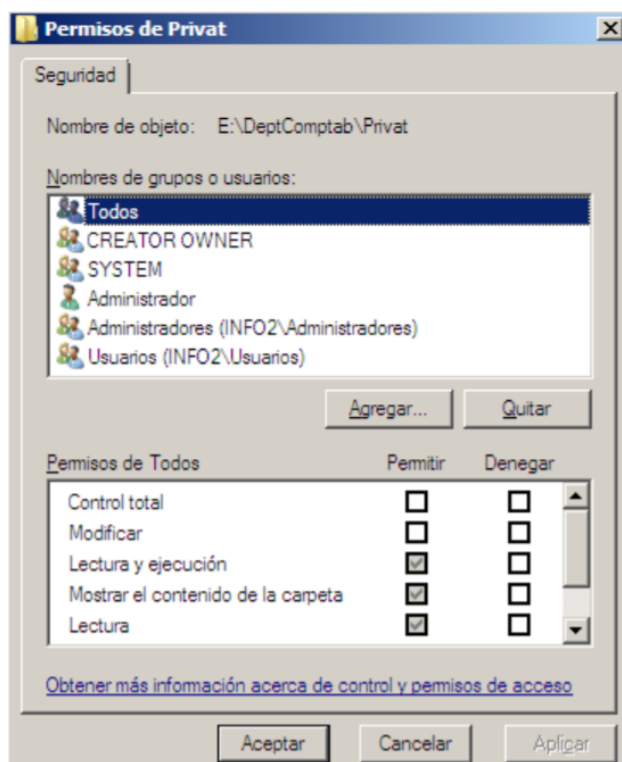 Permisos de Privat
Seguridad
Nombre de objeto: E:\DeptComptab\Privat
Nombres de grupos o usuarios:
Todos
CREATOR OWNER
SYSTEM
Administrador
Administradores (INFO2\Administradores)
Usuarios (INFO2\Usuarios)
Agregar... Quitar
Permisos de Todos Permitir Denegar
Control total
Modificar
Lectura y ejecución
Mostrar el contenido de la carpeta
Lectura
Obtener más información acerca de control y permisos de acceso
Aceptar Cancelar Aplicar